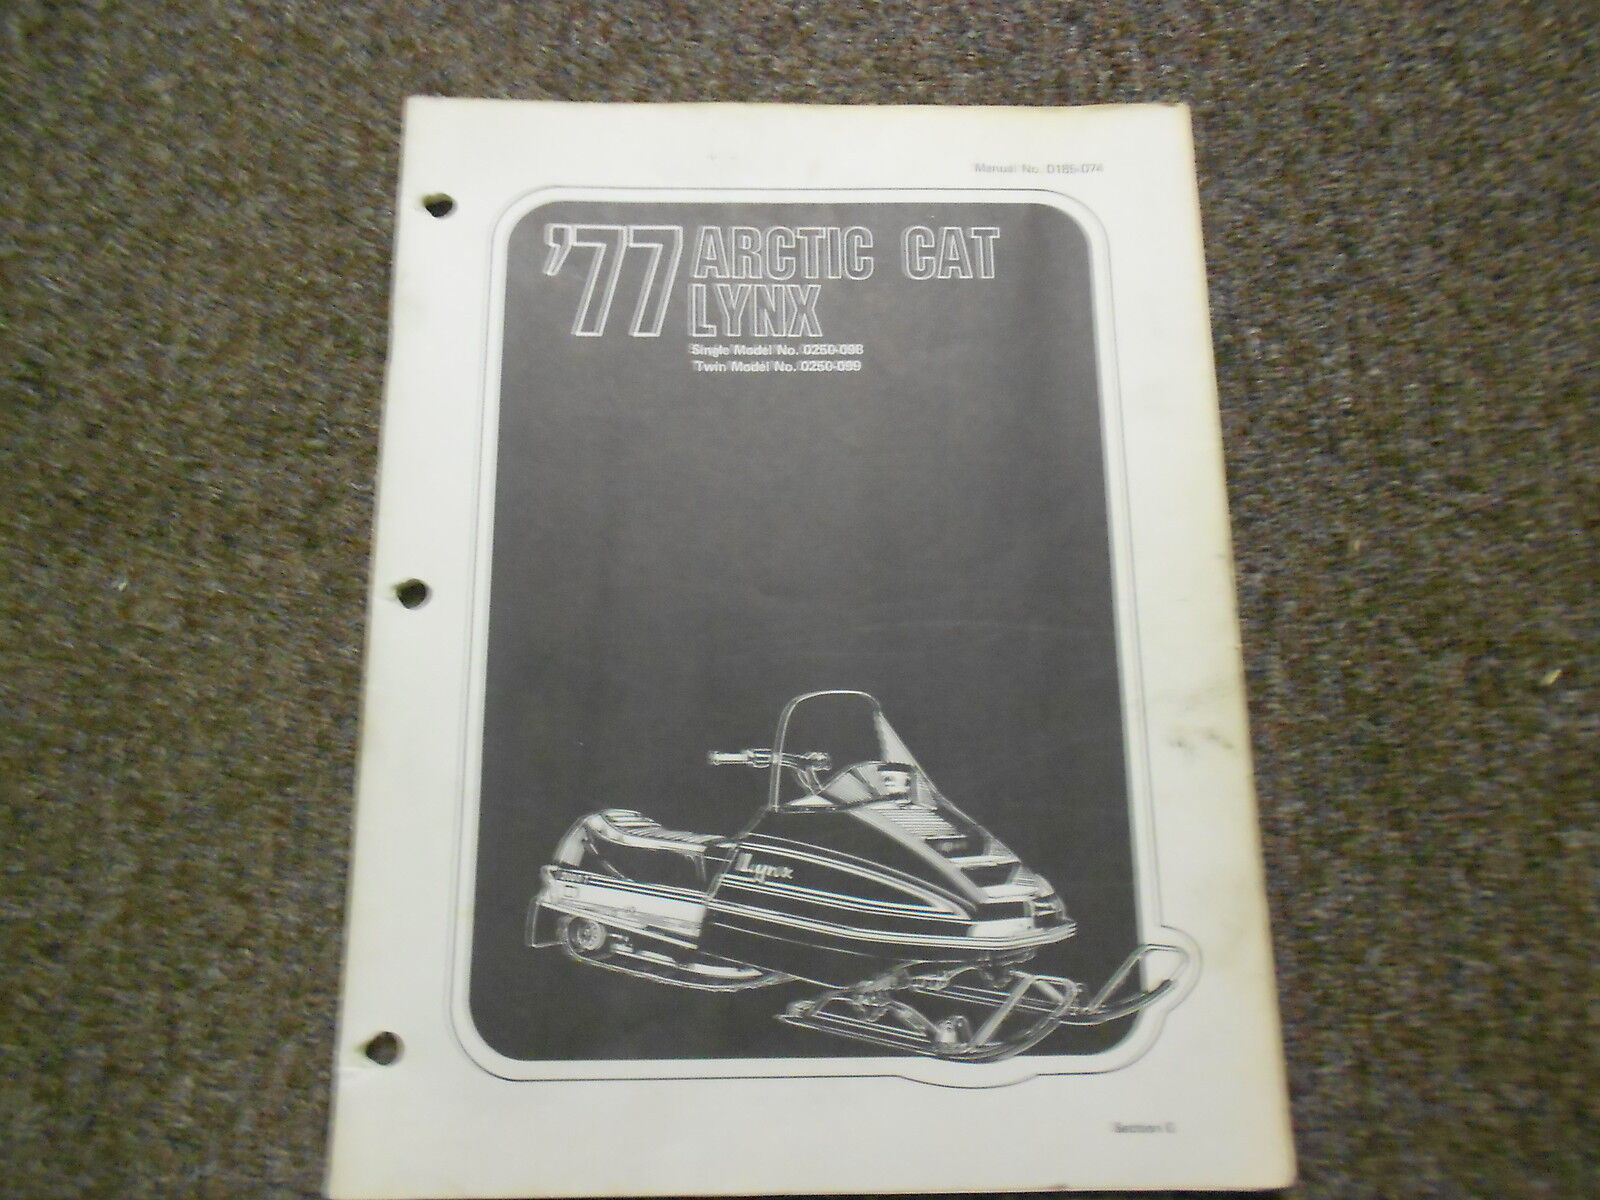 Manual No. 0185-074
'77 ARCTIC CAT
LYNX
Single Model No. 0250-098
Twin Model No. 0250-099
Lynx
Section